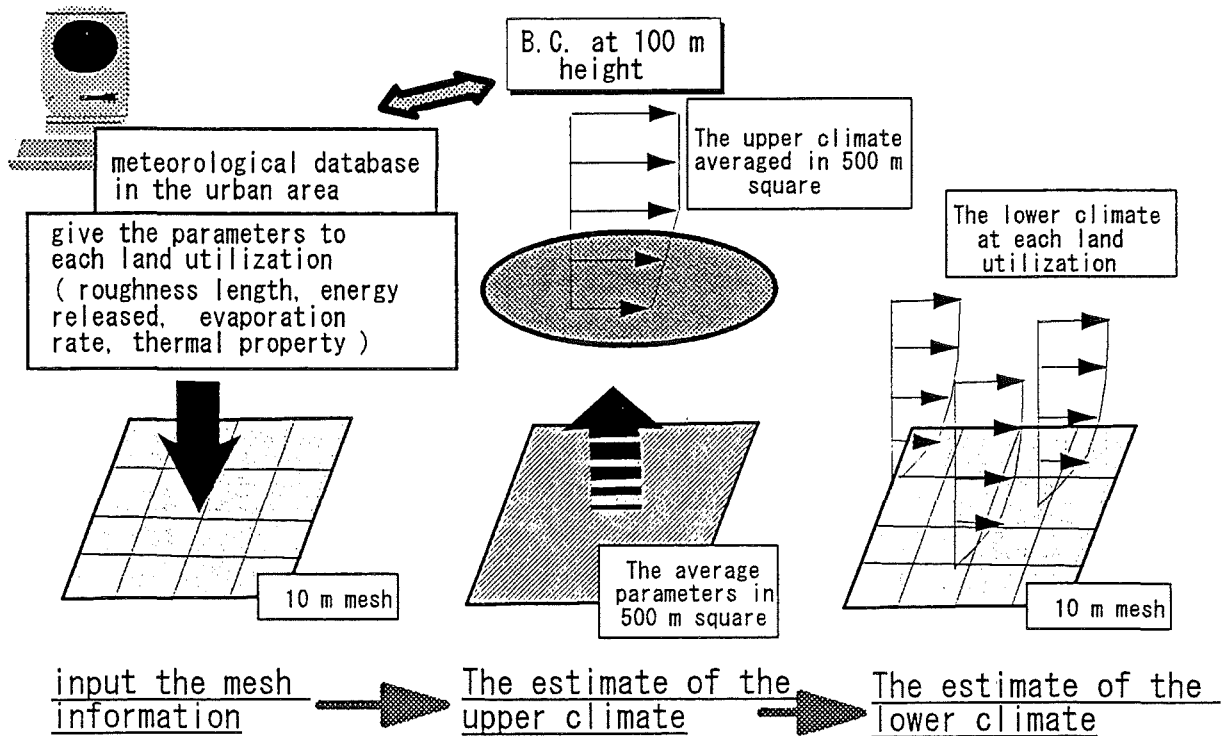 B.C. at 100 m
height
meteorological database
in the urban area
give the parameters to
each land utilization
( roughness length, energy
released, evaporation
rate, thermal property )
10 m mesh
The upper climate
averaged in 500 m
square
The average
parameters in
500 m square
The lower climate
at each land
utilization
10 m mesh
input the mesh
information
The estimate of the
upper climate
The estimate of the
lower climate